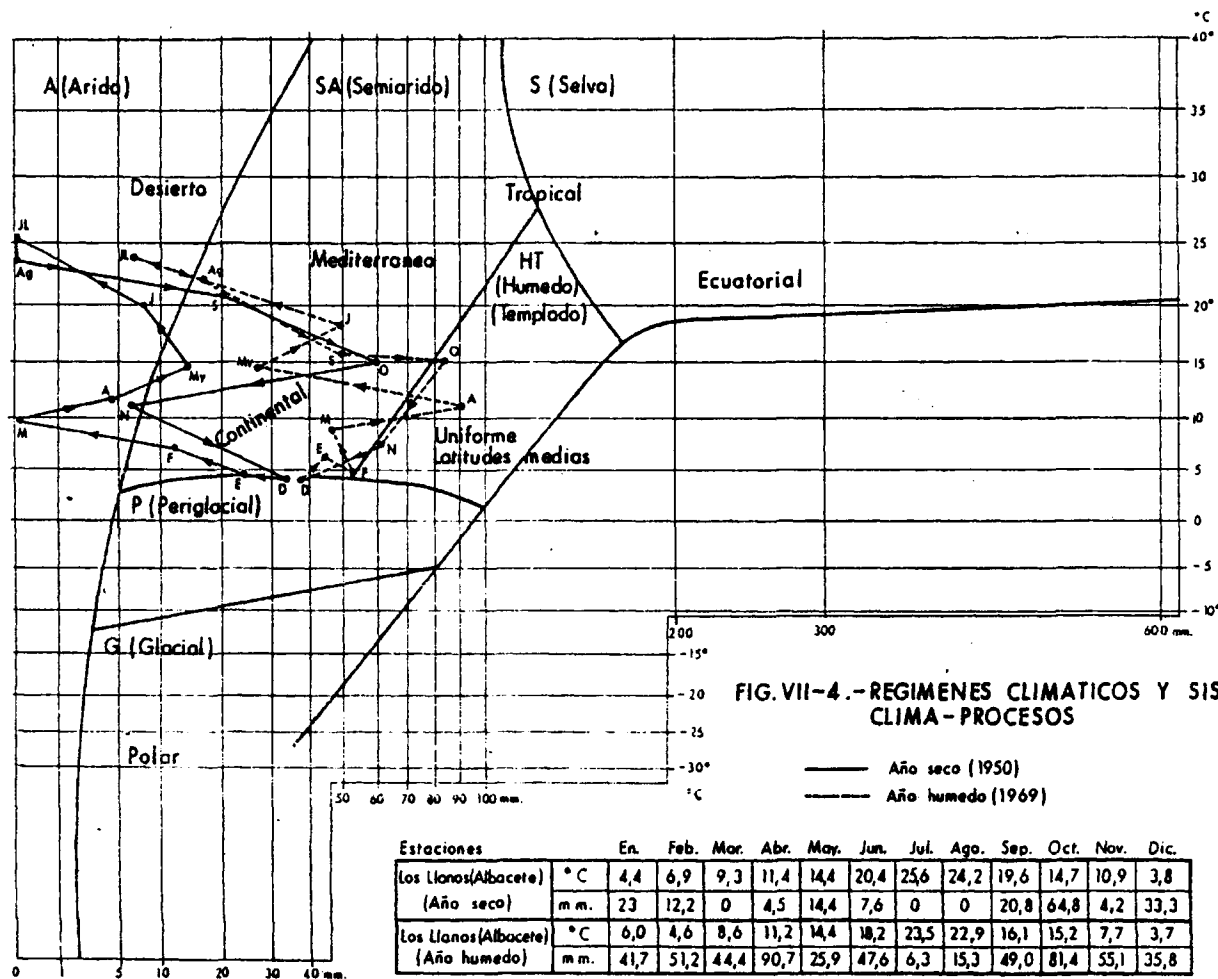 °C
40°
A (Arida) SA (Semiarido) S (Selva)
35
30
Desierto
Tropical
JL
25°
JL
Ag
Ag
Mediterraneo
HT
(Humedo)
(Templado)
Ecuatorial
S
J
20°
J
My
S
O
O
15
My
A
N
A
10
M
Continental
M
Uniforme
Latitudes medias
F
E
N
F
5
E
D
D
P (Periglacial)
0
-5
-10°
G (Glacial)
200 300 600 mm.
-15°
-20
-25
-30°
Polar
°C
50 60 70 80 90 100 mm.
0 1 5 10 20 30 40 mm.
FIG. VII-4.-REGIMENES CLIMATICOS Y SIS
CLIMA-PROCESOS
Año seco (1950)
Año humedo (1969)
Estaciones En. Feb. Mar. Abr. May. Jun. Jul. Ago. Sep. Oct. Nov. Dic.
Los Llanos(Albacete) °C 4,4 6,9 9,3 11,4 14,4 20,4 25,6 24,2 19,6 14,7 10,9 3,8
(Año seco) mm. 23 12,2 0 4,5 14,4 7,6 0 0 20,8 64,8 4,2 33,3
Los Llanos(Albacete) °C 6,0 4,6 8,6 11,2 14,4 18,2 23,5 22,9 16,1 15,2 7,7 3,7
(Año humedo) mm. 41,7 51,2 44,4 90,7 25,9 47,6 6,3 15,3 49,0 81,4 55,1 35,8